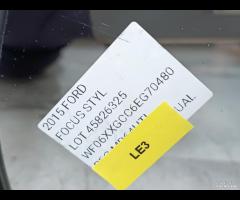 2015 FORD
FOCUS STYL
LOT 45826325
WF06XXGCC6EG70480
LE3